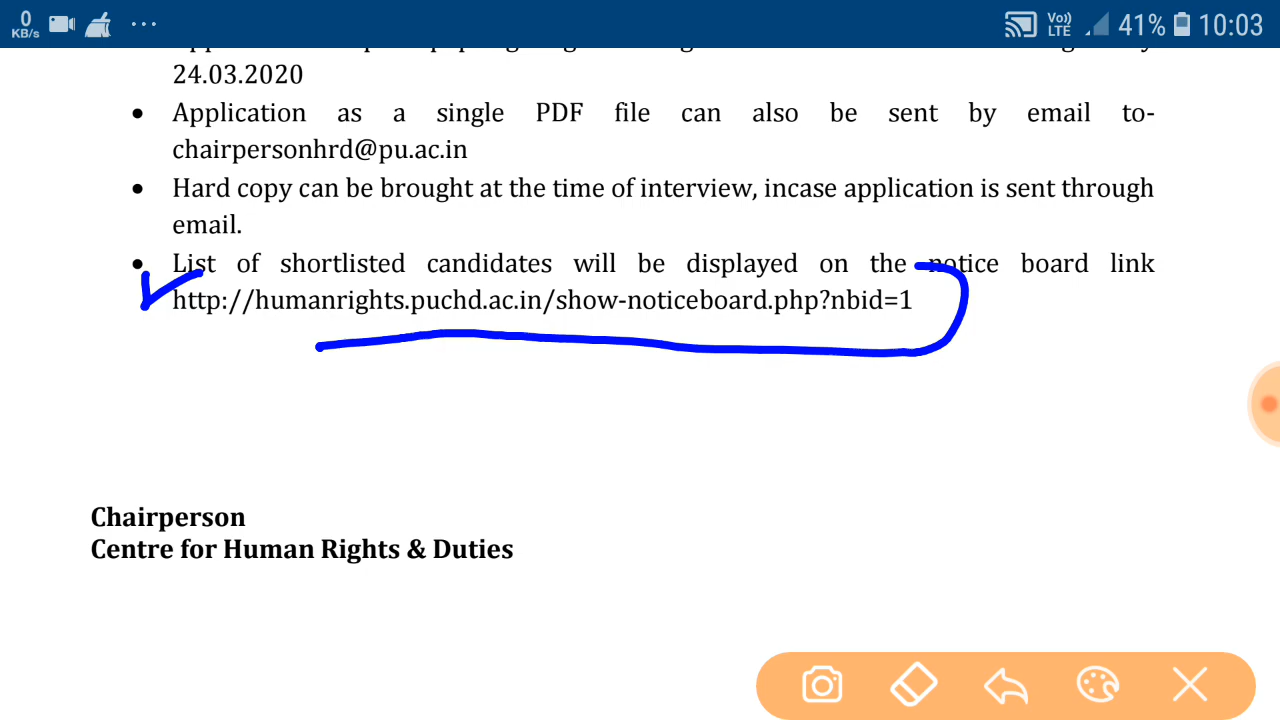 0
KB/s
Vo))
LTE
41%
10:03
24.03.2020
• Application as a single PDF file can also be sent by email to-
chairpersonhrd@pu.ac.in
• Hard copy can be brought at the time of interview, incase application is sent through
email.
• List of shortlisted candidates will be displayed on the notice board link
http://humanrights.puchd.ac.in/show-noticeboard.php?nbid=1
Chairperson
Centre for Human Rights & Duties